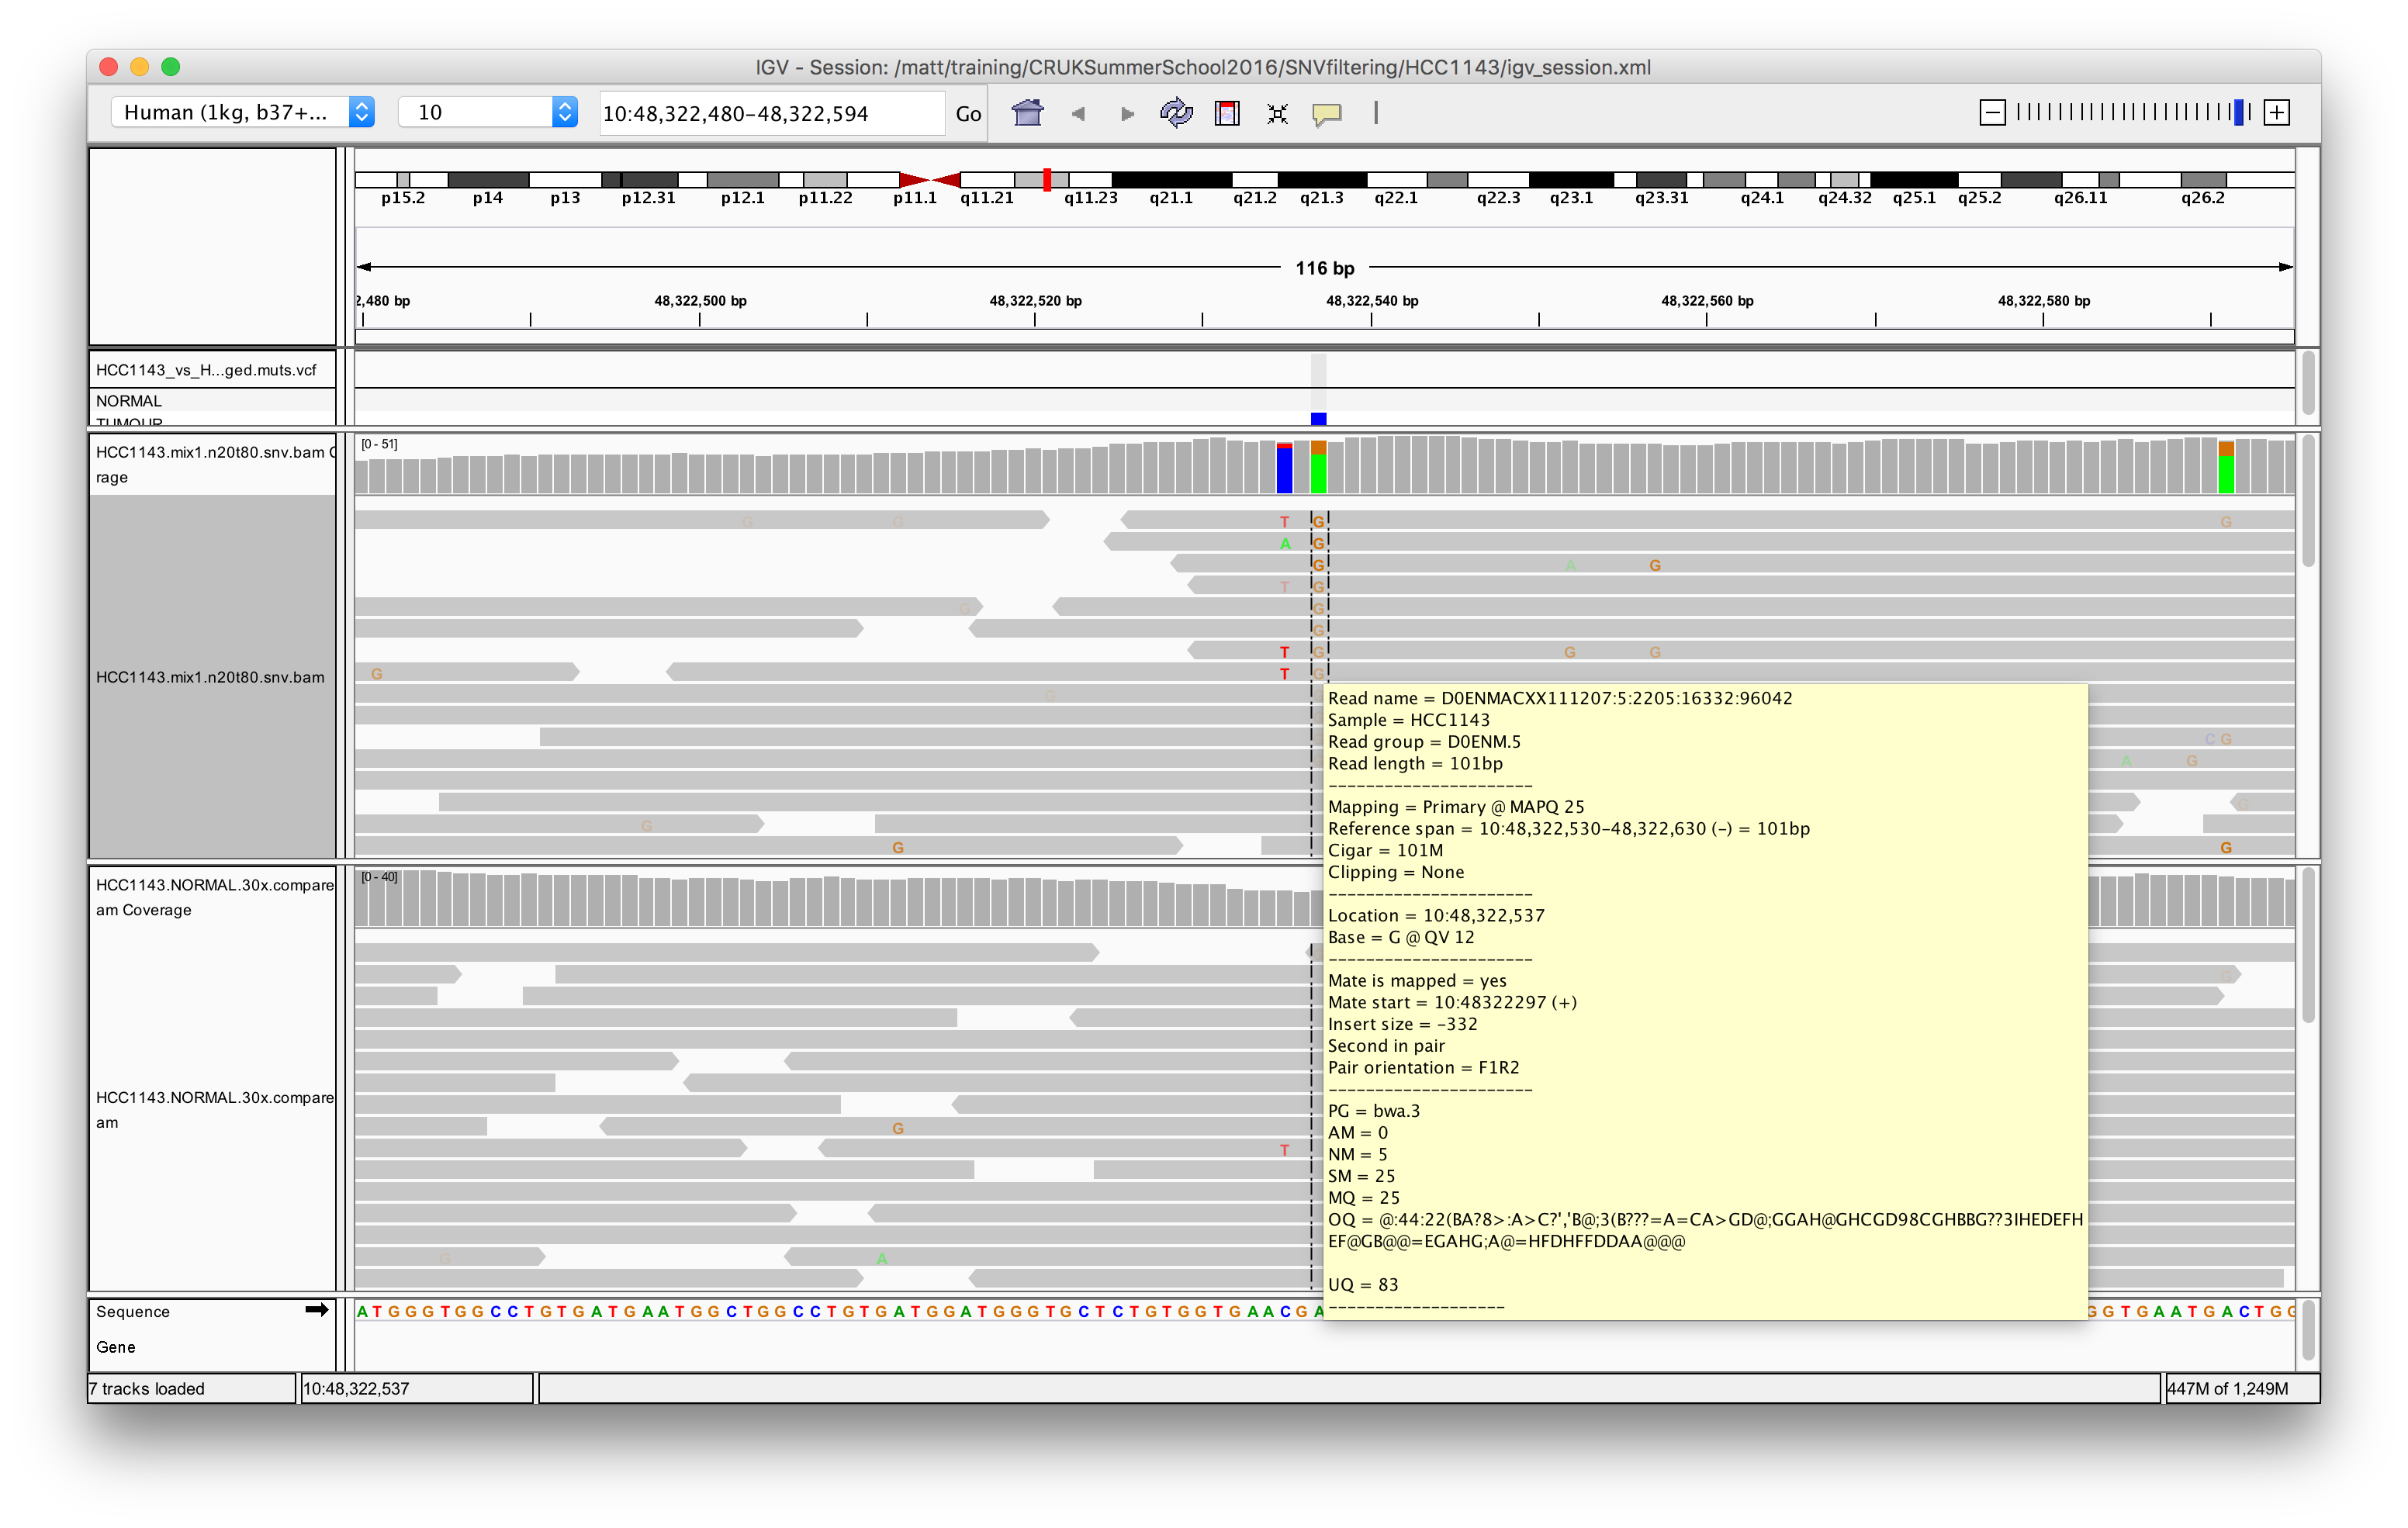 IGV - Session: /matt/training/CRUKSummerSchool2016/SNVfiltering/HCC1143/igv_session.xml
Human (1kg, b37+... 10 10:48,322,480-48,322,594 Go
p15.2 p14 p13 p12.31 p12.1 p11.22 p11.1 q11.21 q11.23 q21.1 q21.2 q21.3 q22.1 q22.3 q23.1 q23.31 q24.1 q24.32 q25.1 q25.2 q26.11 q26.2
116 bp
2,480 bp 48,322,500 bp 48,322,520 bp 48,322,540 bp 48,322,560 bp 48,322,580 bp
HCC1143_vs_H...ged.muts.vcf
NORMAL
TUMOUR
HCC1143.mix1.n20t80.snv.bam C
rage
[0 - 51]
G G T G G
A G
G A G
T G
G G
G
T G G G
G T G
G
C G
A G
HCC1143.mix1.n20t80.snv.bam
G
G
G G
Read name = D0ENMACXX111207:5:2205:16332:96042
Sample = HCC1143
Read group = D0ENM.5
Read length = 101bp
----------------------
Mapping = Primary @ MAPQ 25
Reference span = 10:48,322,530-48,322,630 (-) = 101bp
Cigar = 101M
Clipping = None
----------------------
Location = 10:48,322,537
Base = G @ QV 12
----------------------
Mate is mapped = yes
Mate start = 10:48322297 (+)
Insert size = -332
Second in pair
Pair orientation = F1R2
----------------------
PG = bwa.3
AM = 0
NM = 5
SM = 25
MQ = 25
OQ = @:44:22(BA?8>:A>C?','B@;3(B???=A=CA>GD@;GGAH@GHCGD98CGHBBG??3IHEDEFH
EF@GB@@=EGAHG;A@=HFDHFFDDAA@@@
UQ = 83
-------------------
HCC1143.NORMAL.30x.compare
am Coverage
[0 - 40]
HCC1143.NORMAL.30x.compare
am
G
G
T
G A
Sequence
A T G G G T G G C C T G T G A T G A A T G G C T G G C C T G T G A T G G A T G G G T G C T C T G T G G T G A A C G A
G G T G A A T G A C T G G
Gene
7 tracks loaded 10:48,322,537 447M of 1,249M